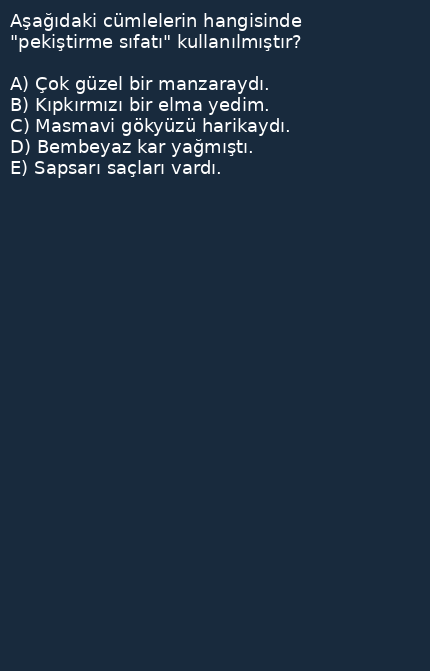 Aşağıdaki cümlelerin hangisinde
"pekiştirme sıfatı" kullanılmıştır?
A) Çok güzel bir manzaraydı.
B) Kıpkırmızı bir elma yedim.
C) Masmavi gökyüzü harikaydı.
D) Bembeyaz kar yağmıştı.
E) Sapsarı saçları vardı.